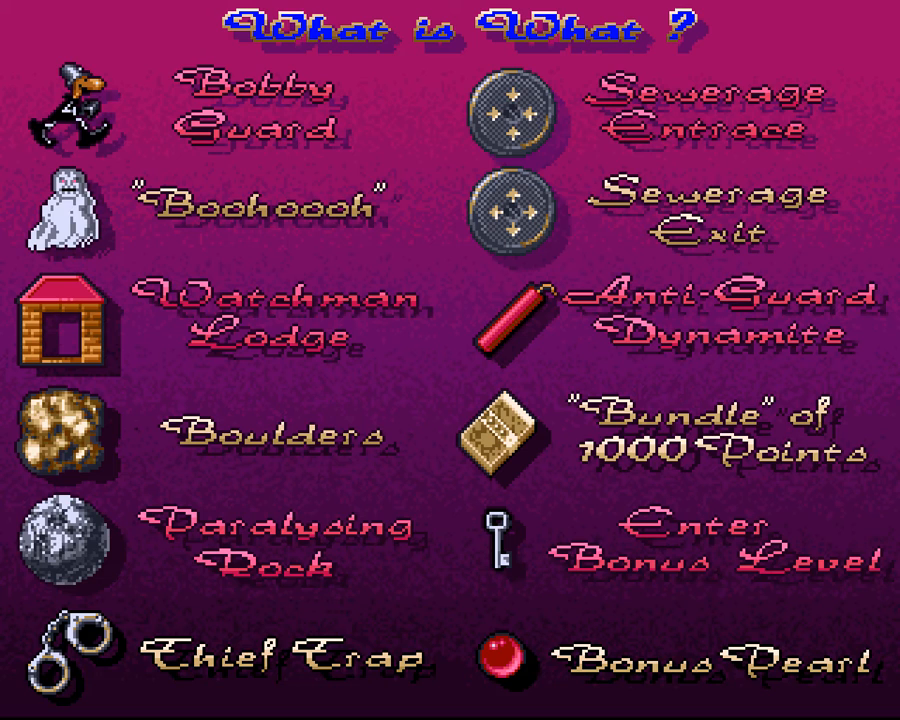 What is What ?
Bobby
Guard
"Boohoooh"
Watchman
Lodge
Boulders
Paralysing
Rock
Thief Trap
Sewerage
Entrace
Sewerage
Exit
Anti-Guard
Dynamite
"Bundle" of
1000 Points
Enter
Bonus Level
Bonus Pearl